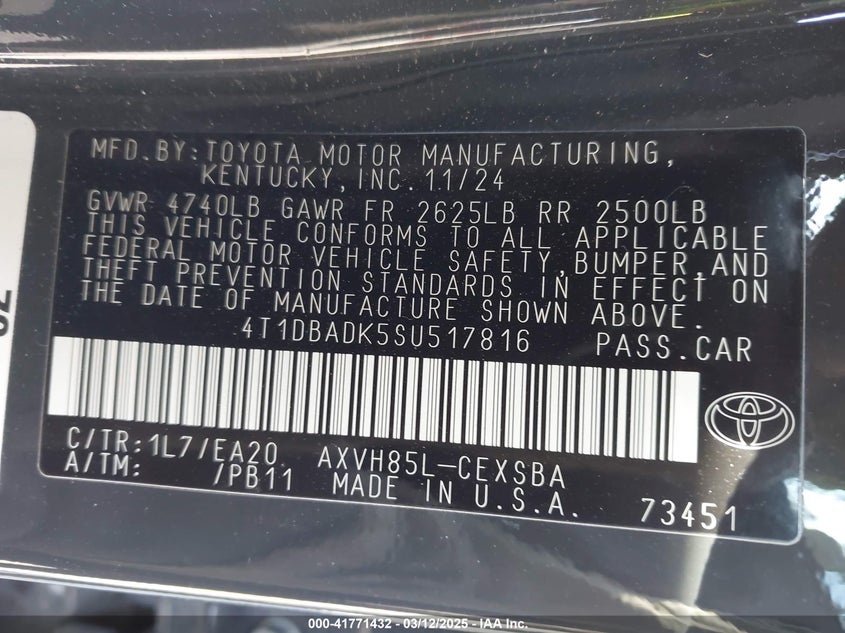 MFD.BY:TOYOTA MOTOR MANUFACTURING,
KENTUCKY, INC. 11/24
GVWR 4740LB GAWR FR 2625LB RR 2500LB
THIS VEHICLE CONFORMS TO ALL APPLICABLE
FEDERAL MOTOR VEHICLE SAFETY,BUMPER,AND
THEFT PREVENTION STANDARDS IN EFFECT ON
THE DATE OF MANUFACTURE SHOWN ABOVE.
4T1DBADK5SU517816 PASS.CAR
C/TR:1L7/EA20 AXVH85L-CEXSBA
A/TM: /PB11 MADE IN U.S.A. 73451
000-41771432 - 03/12/2025 - IAA Inc.